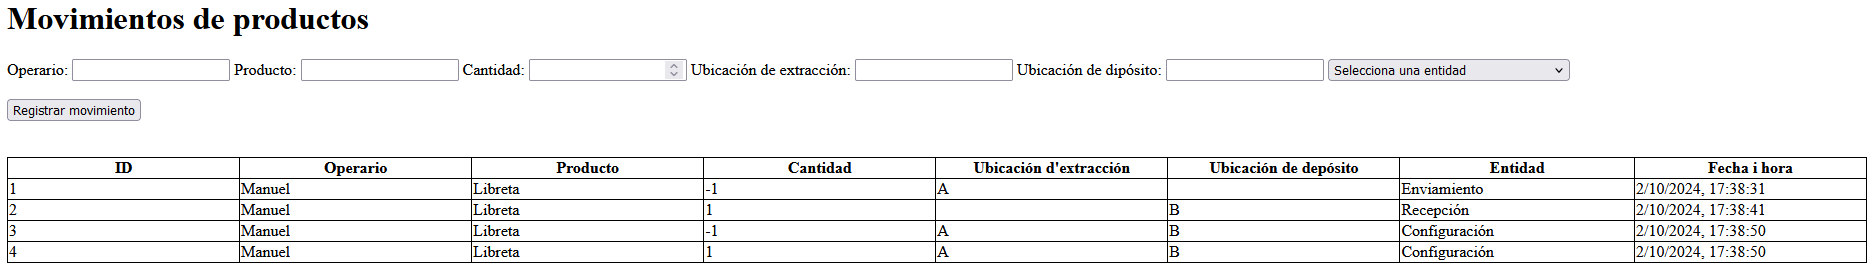 Movimientos de productos
Operario: Producto: Cantidad: Ubicación de extracción: Ubicación de dipósito: Selecciona una entidad
Registrar movimiento
ID Operario Producto Cantidad Ubicación d'extracción Ubicación de depósito Entidad Fecha i hora
1 Manuel Libreta -1 A Enviamiento 2/10/2024, 17:38:31
2 Manuel Libreta 1 B Recepción 2/10/2024, 17:38:41
3 Manuel Libreta -1 A B Configuración 2/10/2024, 17:38:50
4 Manuel Libreta 1 A B Configuración 2/10/2024, 17:38:50